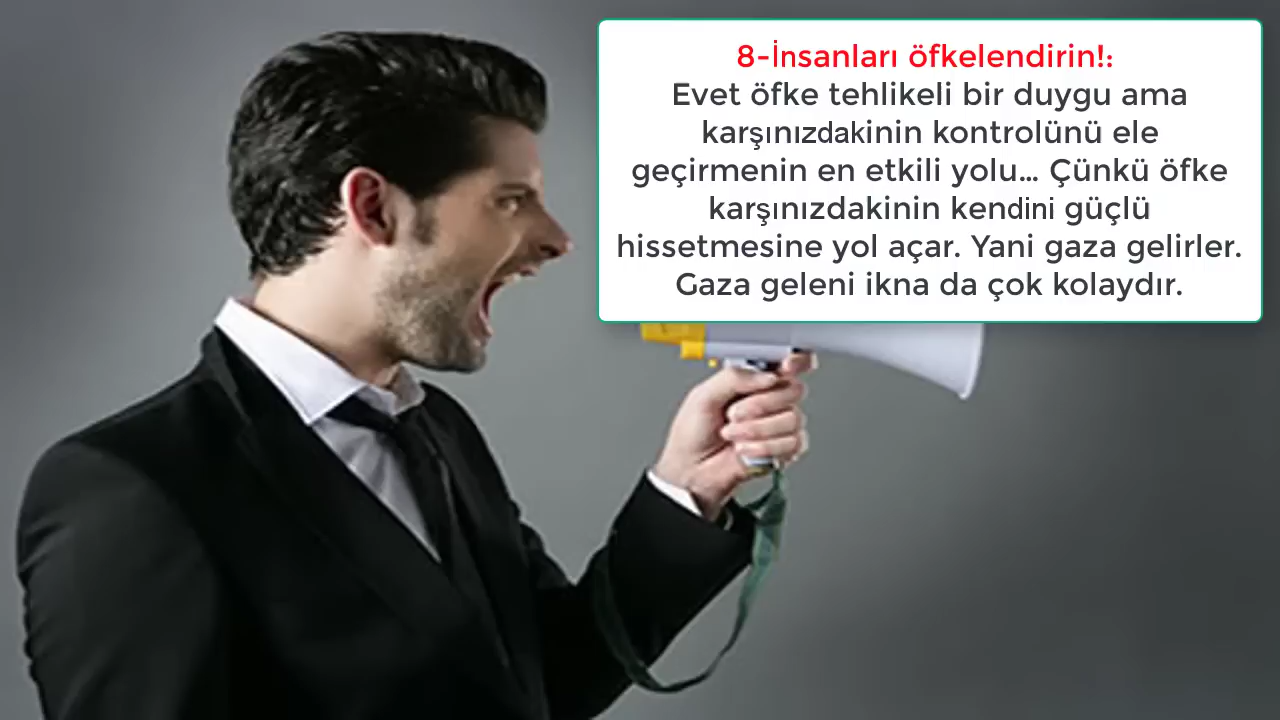 8-İnsanları öfkelendirin!:
Evet öfke tehlikeli bir duygu ama
karşınızdakinin kontrolünü ele
geçirmenin en etkili yolu... Çünkü öfke
karşınızdakinin kendini güçlü
hissetmesine yol açar. Yani gaza gelirler.
Gaza geleni ikna da çok kolaydır.